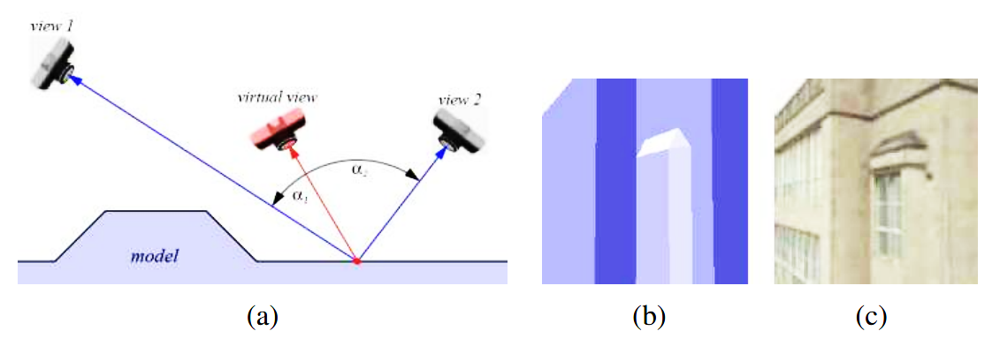 view 1
virtual view
view 2
α₁
α₂
model
(a)
(b)
(c)